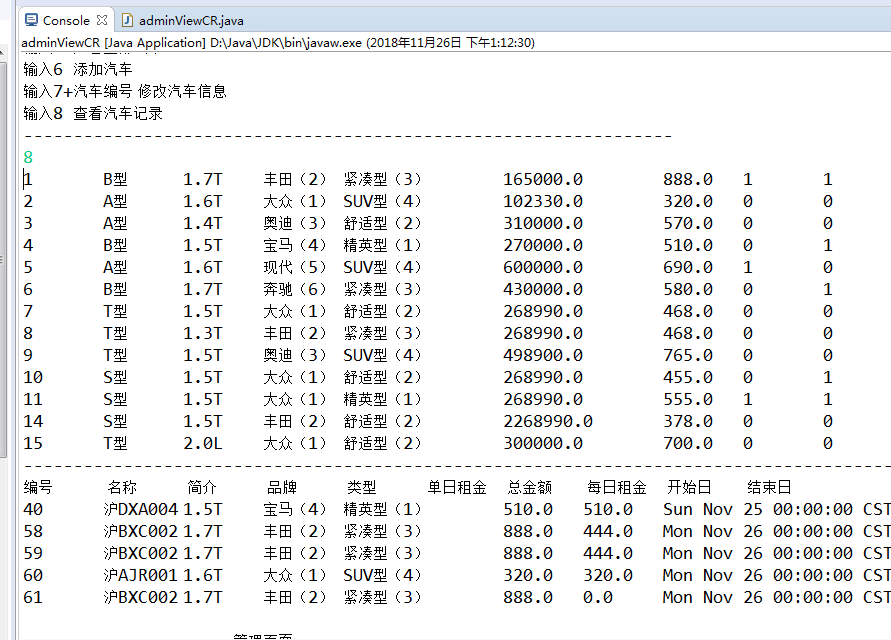 Console adminViewCR.java
adminViewCR [Java Application] D:\Java\JDK\bin\javaw.exe (2018年11月26日 下午1:12:30)
输入6 添加汽车
输入7+汽车编号 修改汽车信息
输入8 查看汽车记录
-----------------------------------------------------------------
8
1 B型 1.7T 丰田（2） 紧凑型（3） 165000.0 888.0 1 1
2 A型 1.6T 大众（1） SUV型（4） 102330.0 320.0 0 0
3 A型 1.4T 奥迪（3） 舒适型（2） 310000.0 570.0 0 0
4 B型 1.5T 宝马（4） 精英型（1） 270000.0 510.0 0 1
5 A型 1.6T 现代（5） SUV型（4） 600000.0 690.0 1 0
6 B型 1.7T 奔驰（6） 紧凑型（3） 430000.0 580.0 0 1
7 T型 1.5T 大众（1） 舒适型（2） 268990.0 468.0 0 0
8 T型 1.3T 丰田（2） 紧凑型（3） 268990.0 468.0 0 0
9 T型 1.5T 奥迪（3） SUV型（4） 498900.0 765.0 0 0
10 S型 1.5T 大众（1） 舒适型（2） 268990.0 455.0 0 1
11 S型 1.5T 大众（1） 精英型（1） 268990.0 555.0 1 1
14 S型 1.5T 丰田（2） 舒适型（2） 2268990.0 378.0 0 0
15 T型 2.0L 大众（1） 舒适型（2） 300000.0 700.0 0 0
---------------------------------------------------------------------------------------
编号 名称 简介 品牌 类型 单日租金 总金额 每日租金 开始日 结束日
40 沪DXA004 1.5T 宝马（4） 精英型（1） 510.0 510.0 Sun Nov 25 00:00:00 CST
58 沪BXC002 1.7T 丰田（2） 紧凑型（3） 888.0 444.0 Mon Nov 26 00:00:00 CST
59 沪BXC002 1.7T 丰田（2） 紧凑型（3） 888.0 444.0 Mon Nov 26 00:00:00 CST
60 沪AJR001 1.6T 大众（1） SUV型（4） 320.0 320.0 Mon Nov 26 00:00:00 CST
61 沪BXC002 1.7T 丰田（2） 紧凑型（3） 888.0 0.0 Mon Nov 26 00:00:00 CST